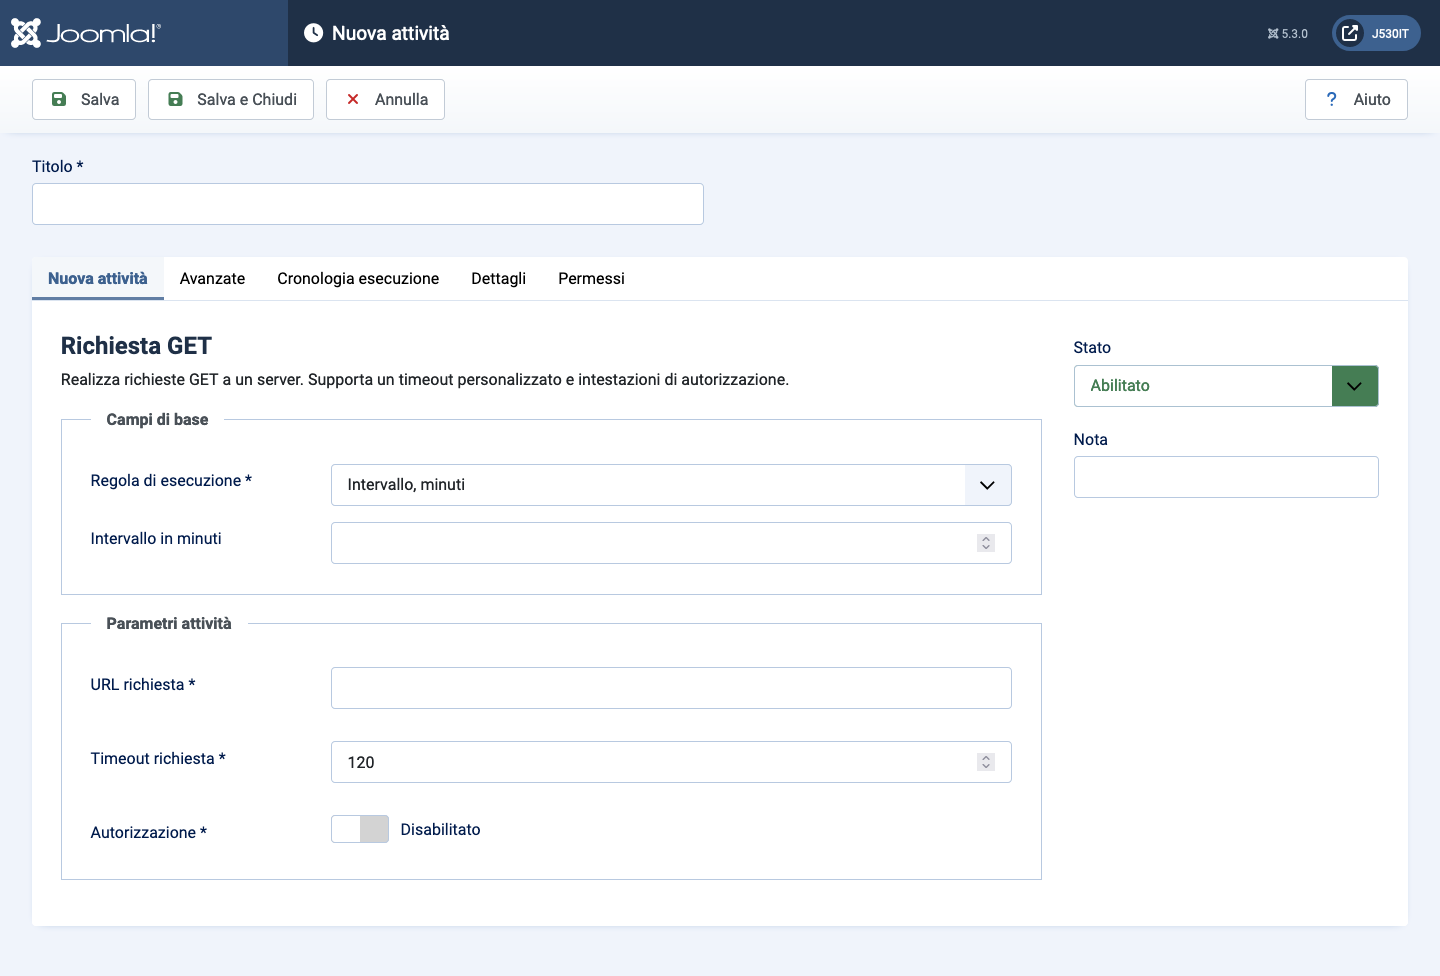 Joomla!®
Nuova attività
5.3.0
J530IT
Salva
Salva e Chiudi
Annulla
? Aiuto
Titolo *
Nuova attività
Avanzate
Cronologia esecuzione
Dettagli
Permessi
Richiesta GET
Realizza richieste GET a un server. Supporta un timeout personalizzato e intestazioni di autorizzazione.
Campi di base
Regola di esecuzione *
Intervallo, minuti
Intervallo in minuti
Parametri attività
URL richiesta *
Timeout richiesta *
120
Autorizzazione *
Disabilitato
Stato
Abilitato
Nota